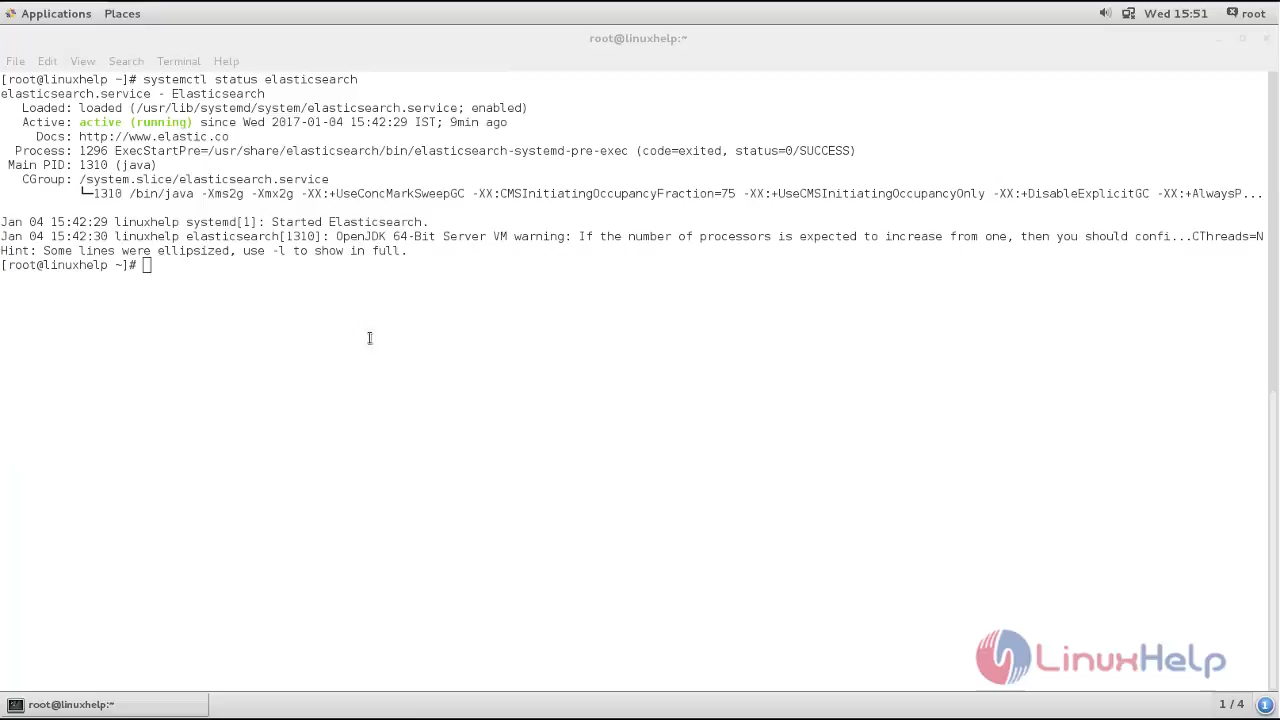 Applications Places Wed 15:51 root
root@linuxhelp:~
File Edit View Search Terminal Help
[root@linuxhelp ~]# systemctl status elasticsearch
elasticsearch.service - Elasticsearch
Loaded: loaded (/usr/lib/systemd/system/elasticsearch.service; enabled)
Active: active (running) since Wed 2017-01-04 15:42:29 IST; 9min ago
Docs: http://www.elastic.co
Process: 1296 ExecStartPre=/usr/share/elasticsearch/bin/elasticsearch-systemd-pre-exec (code=exited, status=0/SUCCESS)
Main PID: 1310 (java)
CGroup: /system.slice/elasticsearch.service
└─1310 /bin/java -Xms2g -Xmx2g -XX:+UseConcMarkSweepGC -XX:CMSInitiatingOccupancyFraction=75 -XX:+UseCMSInitiatingOccupancyOnly -XX:+DisableExplicitGC -XX:+AlwaysP...
Jan 04 15:42:29 linuxhelp systemd[1]: Started Elasticsearch.
Jan 04 15:42:30 linuxhelp elasticsearch[1310]: OpenJDK 64-Bit Server VM warning: If the number of processors is expected to increase from one, then you should confi...CThreads=N
Hint: Some lines were ellipsized, use -l to show in full.
[root@linuxhelp ~]#
LinuxHelp
root@linuxhelp:~ 1 / 4 1